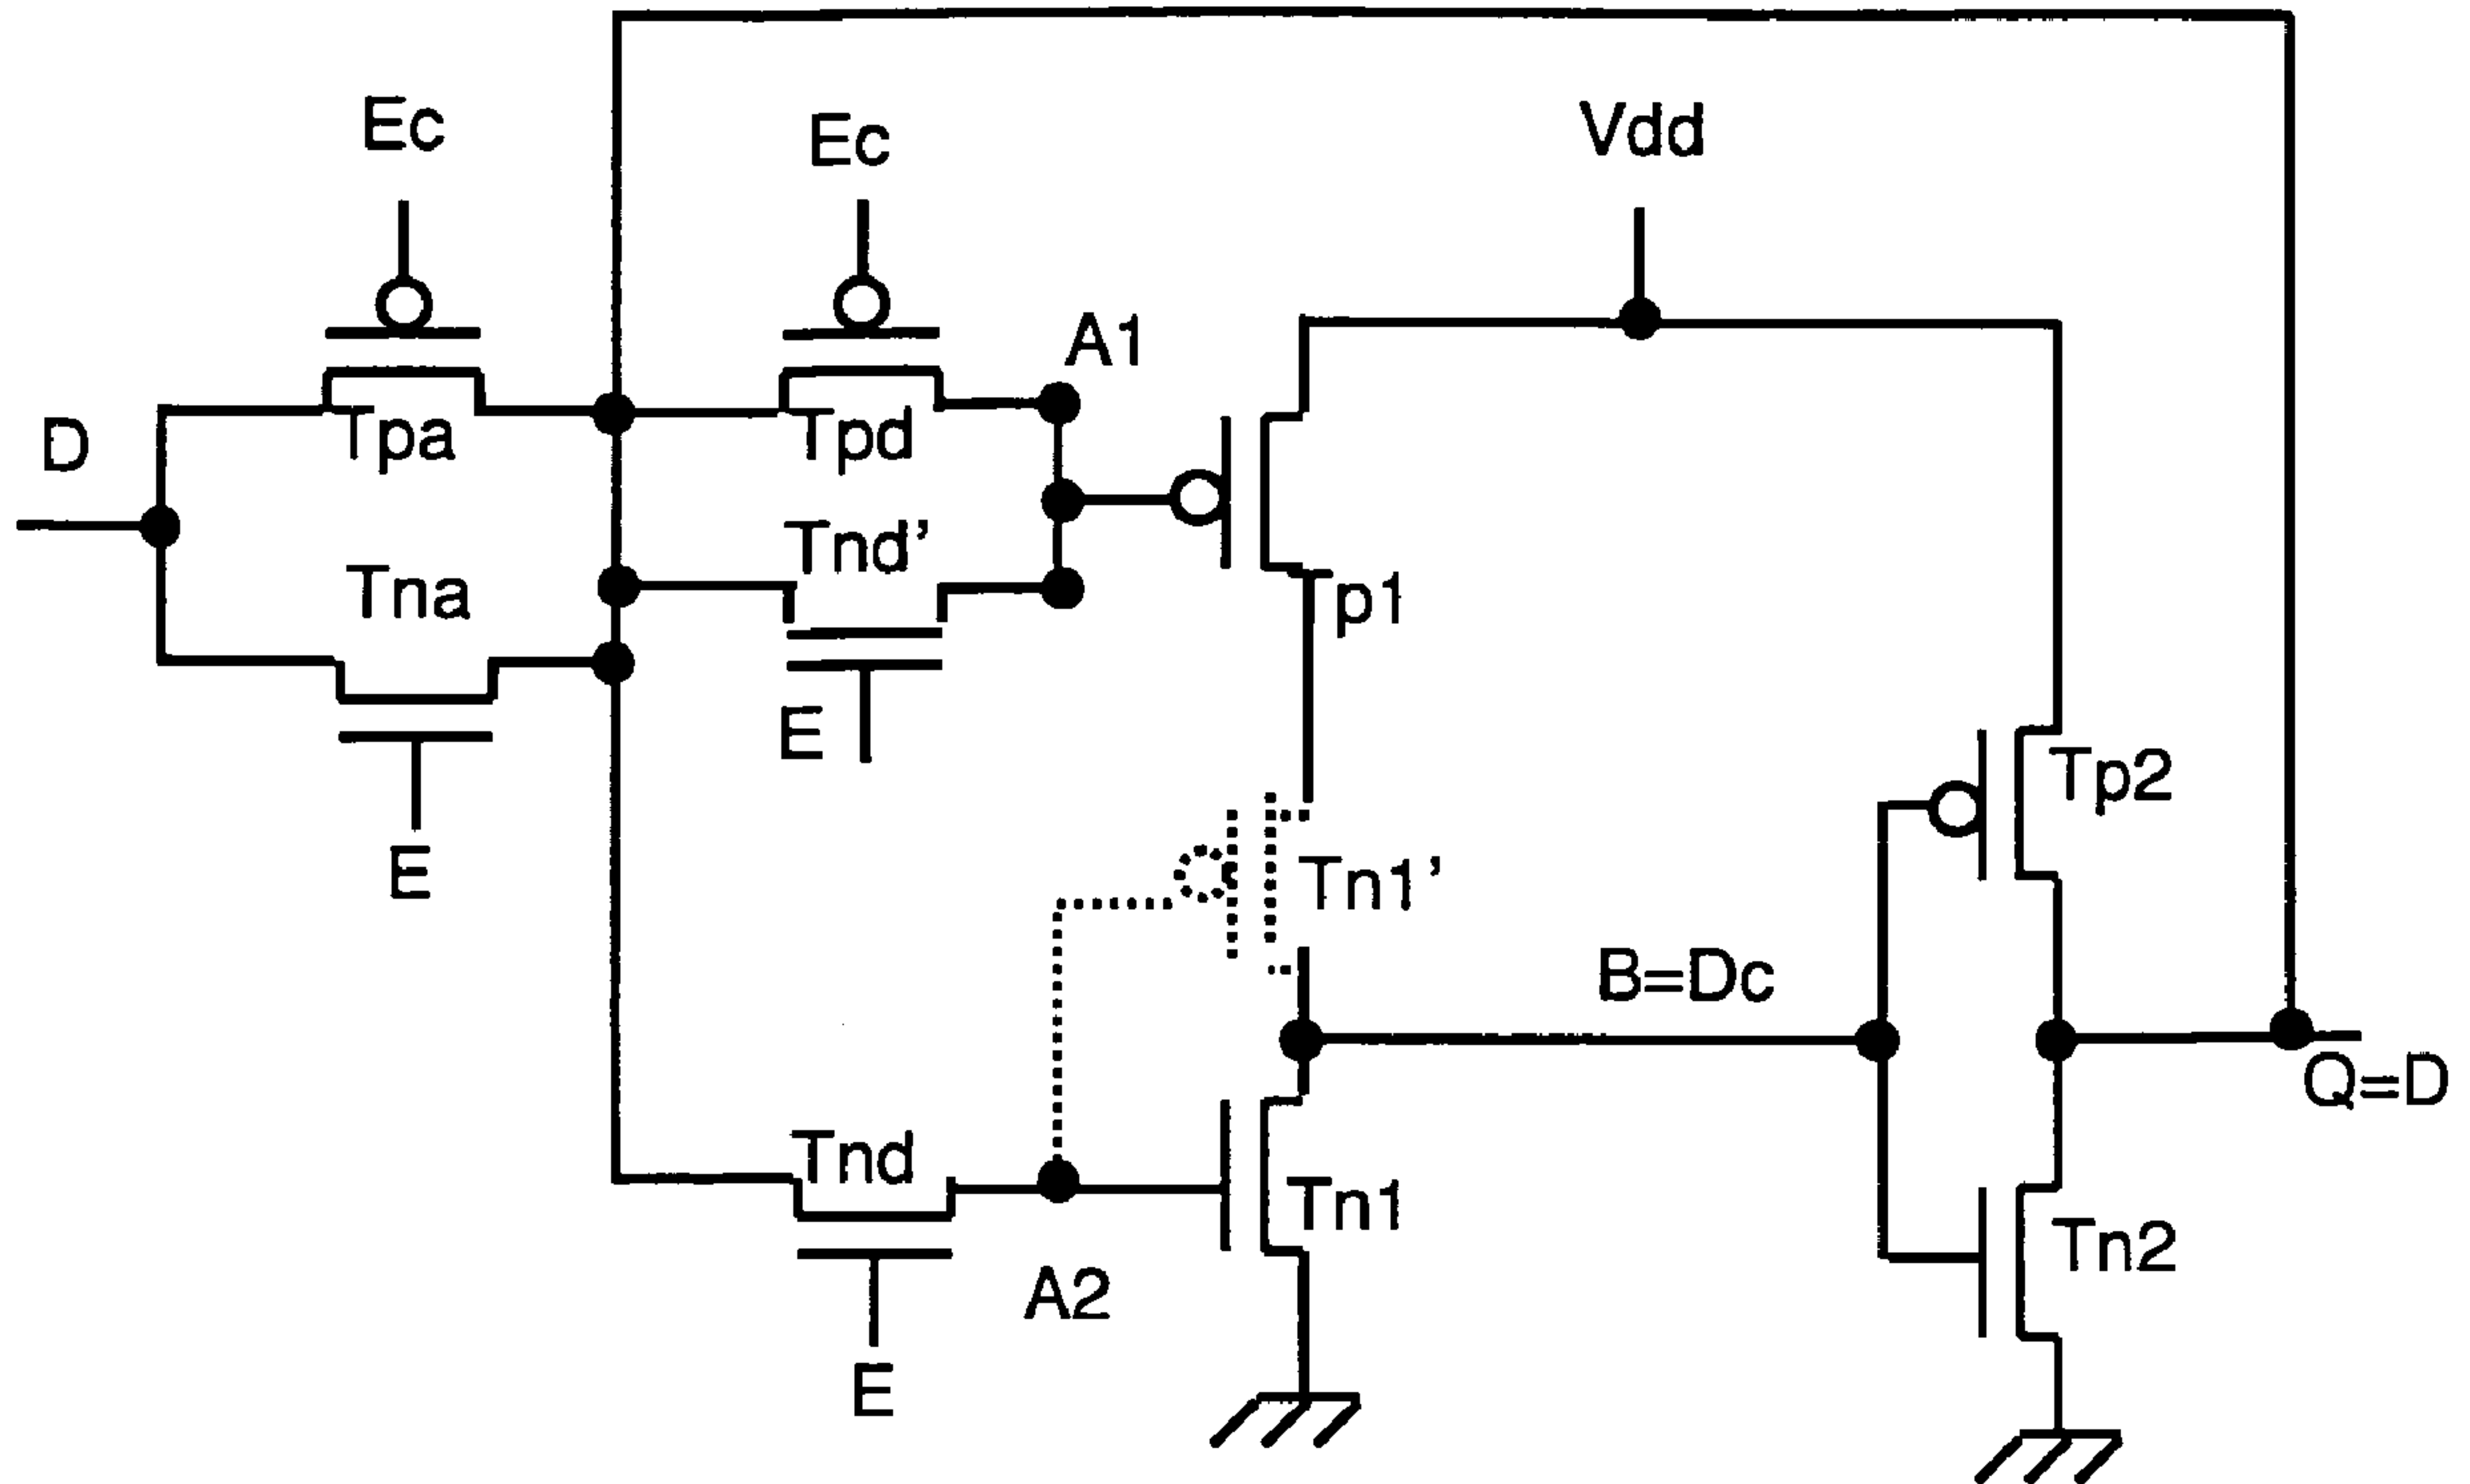 Ec
Ec
Vdd
A1
D
Tpa
Tpd
Tnd'
Tna
Tp1
E
Tp2
E
Tn1'
B=Dc
Q=D
Tnd
Tn1
Tn2
A2
E